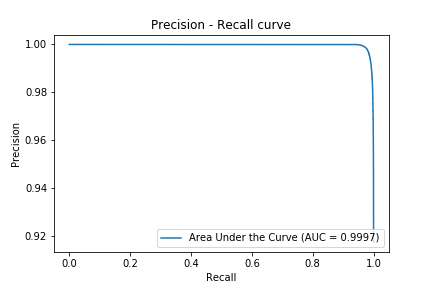 Precision - Recall curve
1.00
0.98
0.96
0.94
0.92
Precision
Area Under the Curve (AUC = 0.9997)
0.0 0.2 0.4 0.6 0.8 1.0
Recall